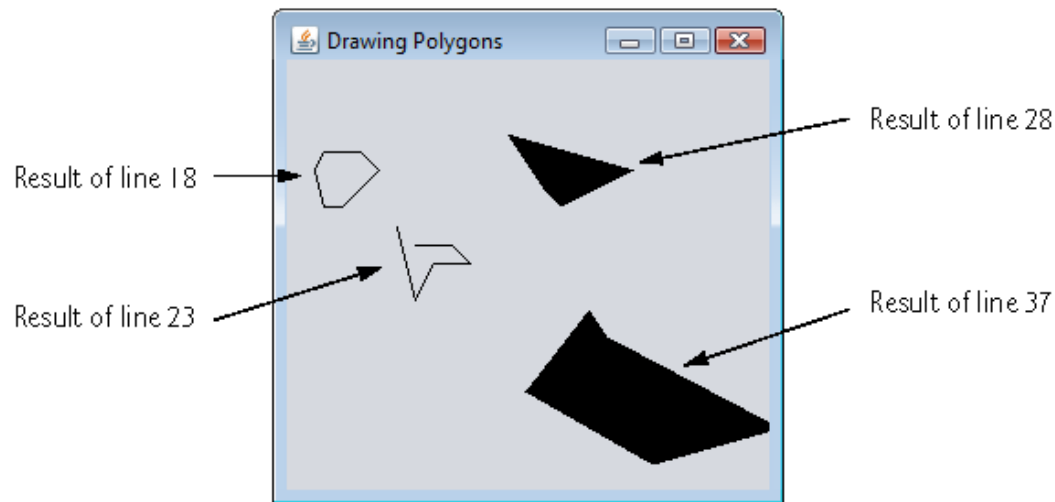 Drawing Polygons
Result of line 28
Result of line 18
Result of line 23
Result of line 37